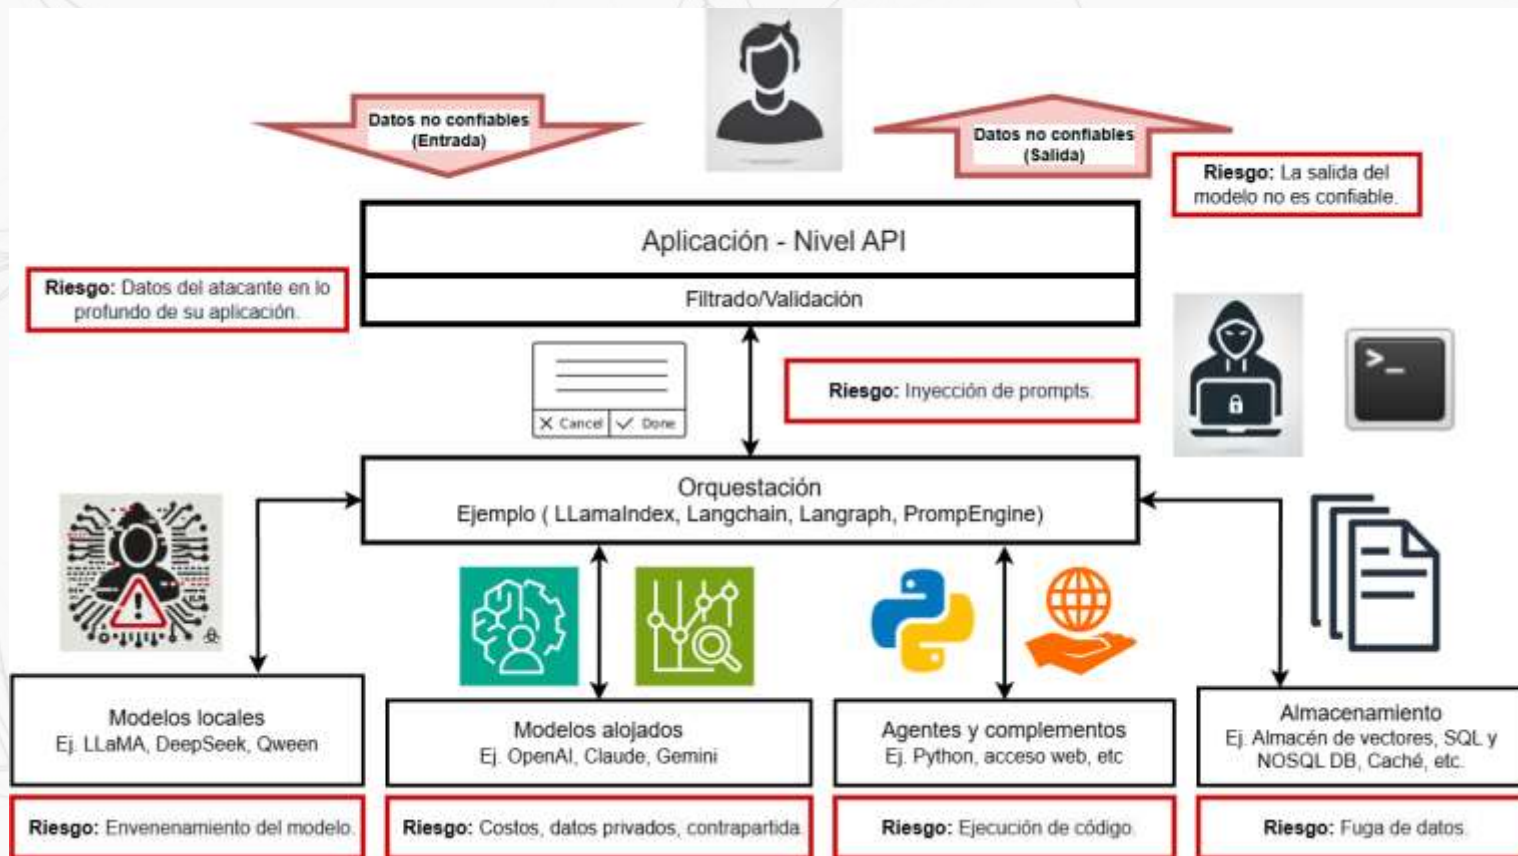 Datos no confiables
(Entrada)
Datos no confiables
(Salida)
Riesgo: La salida del
modelo no es confiable.
Aplicación - Nivel API
Filtrado/Validación
Riesgo: Datos del atacante en lo
profundo de su aplicación.
Cancel
Done
Riesgo: Inyección de prompts.
>_
Orquestación
Ejemplo ( LLamaIndex, Langchain, Langraph, PrompEngine)
Modelos locales
Ej. LLaMA, DeepSeek, Qween
Modelos alojados
Ej. OpenAI, Claude, Gemini
Agentes y complementos
Ej. Python, acceso web, etc
Almacenamiento
Ej. Almacén de vectores, SQL y
NOSQL DB, Caché, etc.
Riesgo: Envenenamiento del modelo.
Riesgo: Costos, datos privados, contrapartida.
Riesgo: Ejecución de código.
Riesgo: Fuga de datos.